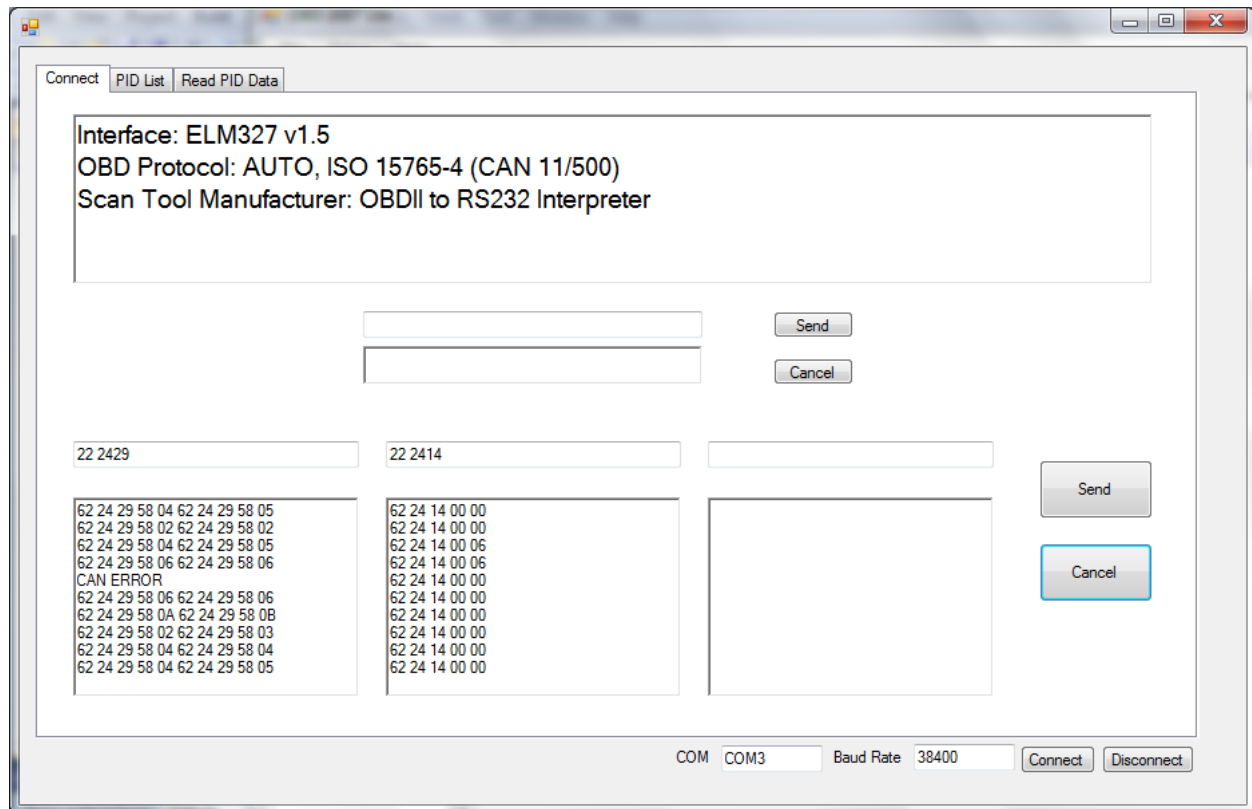 Connect PID List Read PID Data
Interface: ELM327 v1.5
OBD Protocol: AUTO, ISO 15765-4 (CAN 11/500)
Scan Tool Manufacturer: OBDII to RS232 Interpreter
Send
Cancel
22 2429 22 2414
Send
Cancel
62 24 29 58 04 62 24 29 58 05
62 24 29 58 02 62 24 29 58 02
62 24 29 58 04 62 24 29 58 05
62 24 29 58 06 62 24 29 58 06
CAN ERROR
62 24 29 58 06 62 24 29 58 06
62 24 29 58 0A 62 24 29 58 0B
62 24 29 58 02 62 24 29 58 03
62 24 29 58 04 62 24 29 58 04
62 24 29 58 04 62 24 29 58 05
62 24 14 00 00
62 24 14 00 00
62 24 14 00 06
62 24 14 00 06
62 24 14 00 00
62 24 14 00 00
62 24 14 00 00
62 24 14 00 00
62 24 14 00 00
62 24 14 00 00
COM COM3 Baud Rate 38400 Connect Disconnect